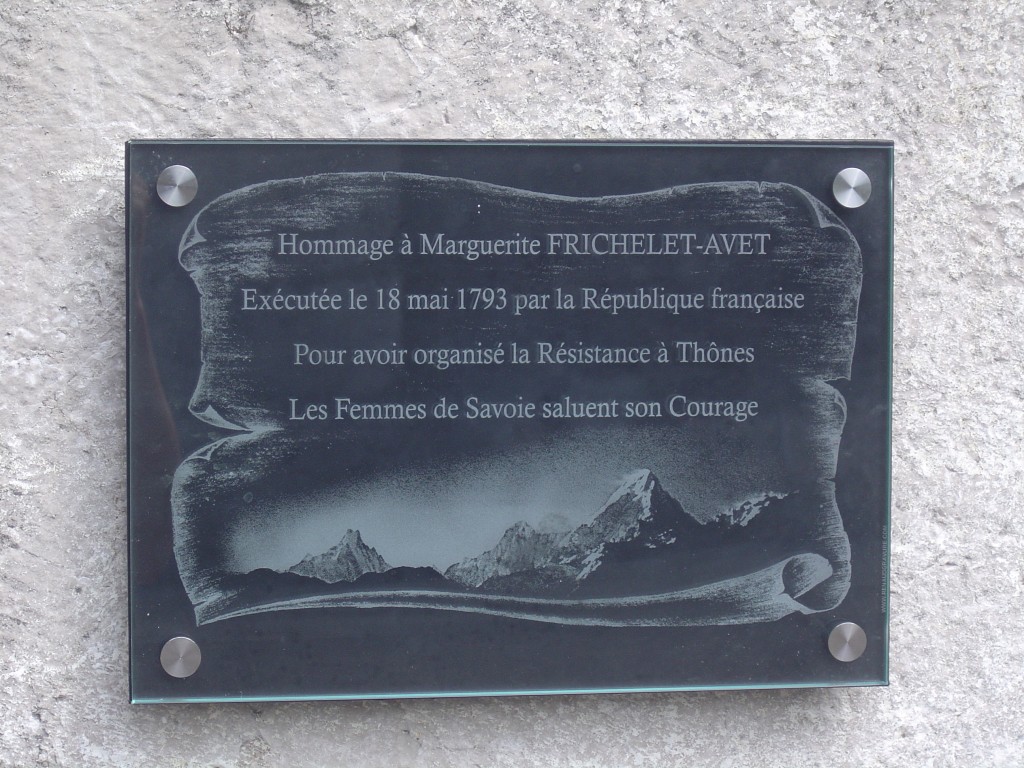 Hommage à Marguerite FRICHELET-AVET
Exécutée le 18 mai 1793 par la République française
Pour avoir organisé la Résistance à Thônes
Les Femmes de Savoie saluent son Courage